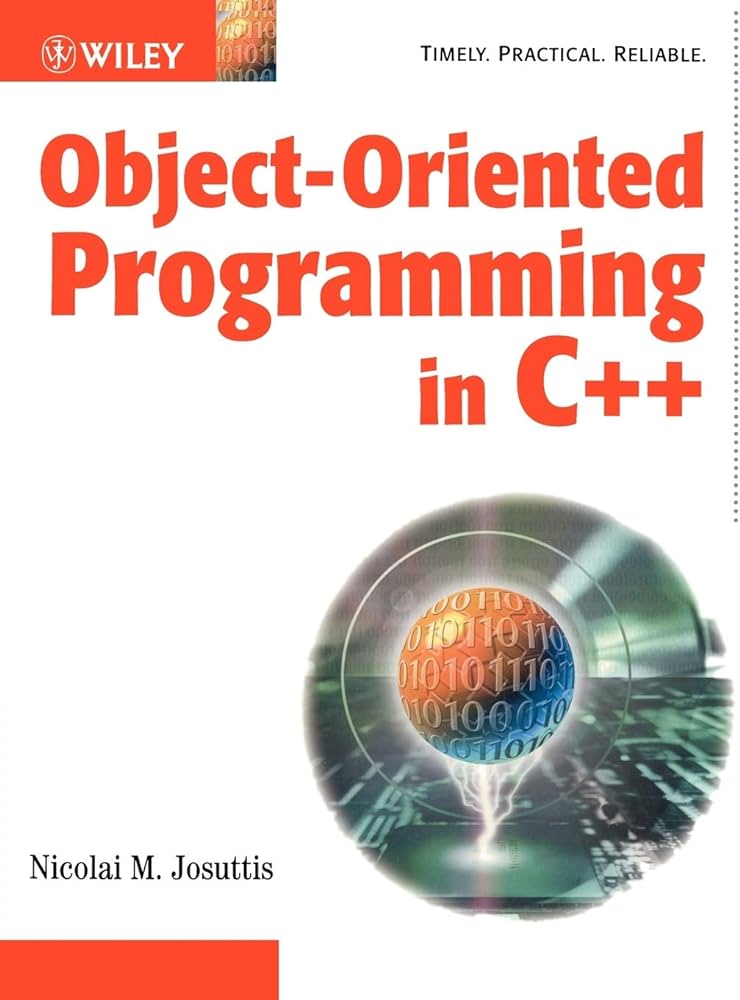 WILEY
TIMELY. PRACTICAL. RELIABLE.
Object-Oriented
Programming
in C++
Nicolai M. Josuttis